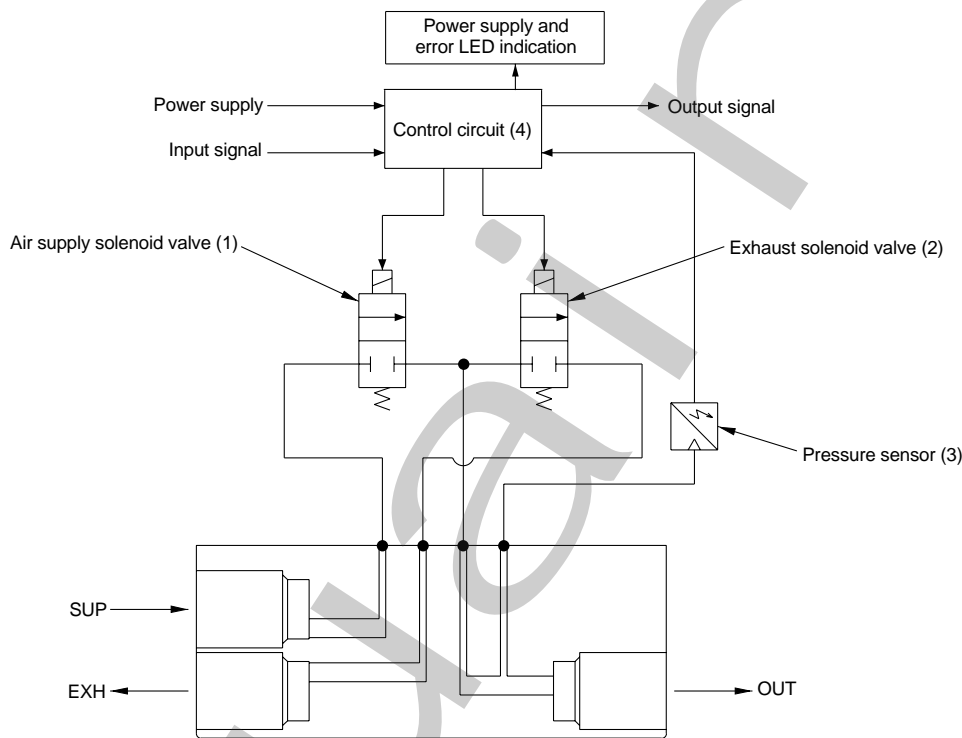 Power supply and
error LED indication
Power supply
Output signal
Control circuit (4)
Input signal
Air supply solenoid valve (1)
Exhaust solenoid valve (2)
Pressure sensor (3)
SUP
EXH
OUT